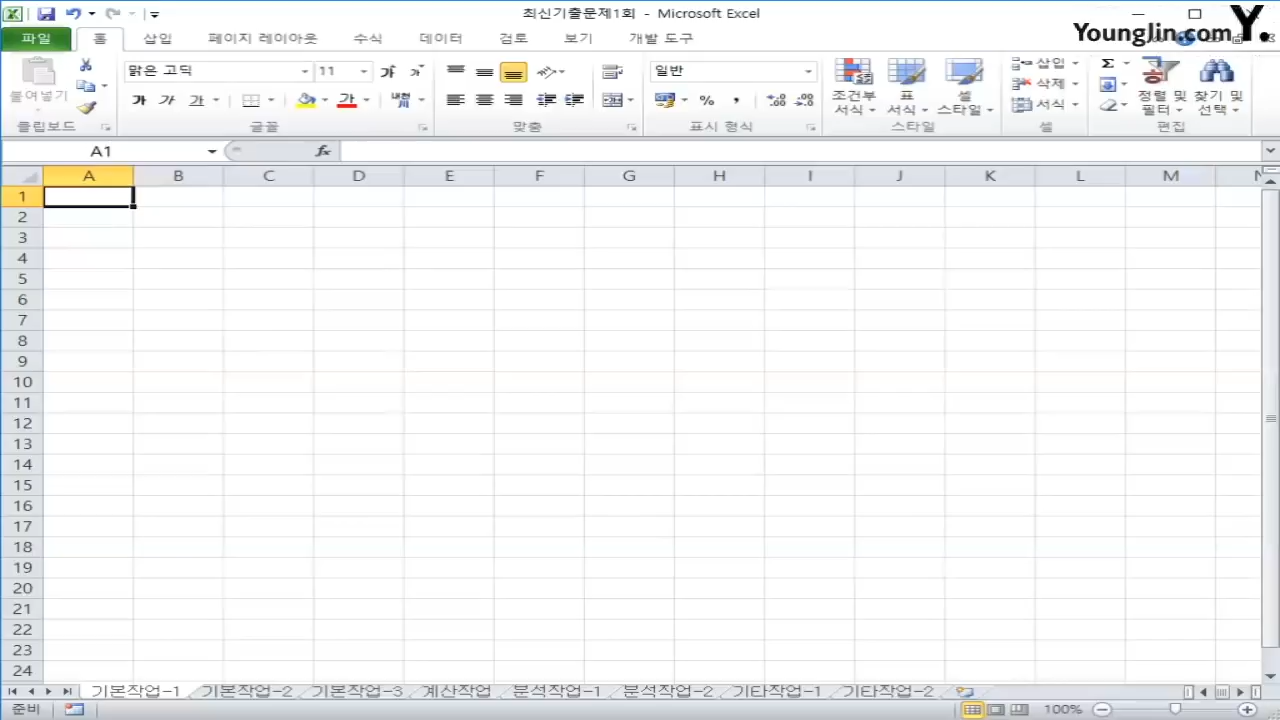 최신기출문제1회 - Microsoft Excel
YoungJin.com Y.
파일 홈 삽입 페이지 레이아웃 수식 데이터 검토 보기 개발 도구
붙여넣기
클립보드
맑은 고딕 11 가 가
가 가 가 가
글꼴
맞춤
일반
% ,
표시 형식
조건부 서식
표 서식
셀 스타일
스타일
삽입
삭제
서식
셀
Σ
정렬 및 필터
찾기 및 선택
편집
A1 fx
A B C D E F G H I J K L M
1
2
3
4
5
6
7
8
9
10
11
12
13
14
15
16
17
18
19
20
21
22
23
24
기본작업-1 기본작업-2 기본작업-3 계산작업 분석작업-1 분석작업-2 기타작업-1 기타작업-2
준비 100%